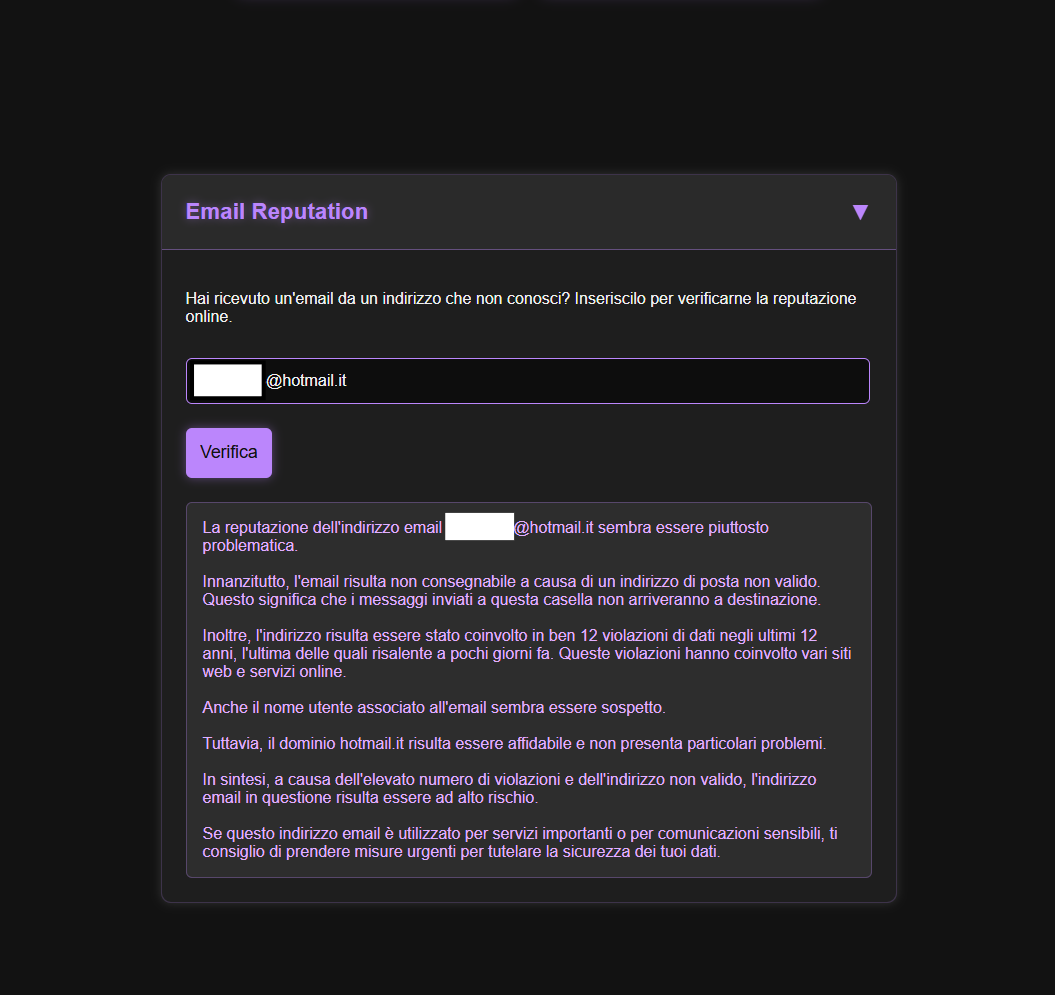 Email Reputation ▼
Hai ricevuto un'email da un indirizzo che non conosci? Inseriscilo per verificarne la reputazione
online.
@hotmail.it
Verifica
La reputazione dell'indirizzo email @hotmail.it sembra essere piuttosto
problematica.
Innanzitutto, l'email risulta non consegnabile a causa di un indirizzo di posta non valido.
Questo significa che i messaggi inviati a questa casella non arriveranno a destinazione.
Inoltre, l'indirizzo risulta essere stato coinvolto in ben 12 violazioni di dati negli ultimi 12
anni, l'ultima delle quali risalente a pochi giorni fa. Queste violazioni hanno coinvolto vari siti
web e servizi online.
Anche il nome utente associato all'email sembra essere sospetto.
Tuttavia, il dominio hotmail.it risulta essere affidabile e non presenta particolari problemi.
In sintesi, a causa dell'elevato numero di violazioni e dell'indirizzo non valido, l'indirizzo
email in questione risulta essere ad alto rischio.
Se questo indirizzo email è utilizzato per servizi importanti o per comunicazioni sensibili, ti
consiglio di prendere misure urgenti per tutelare la sicurezza dei tuoi dati.